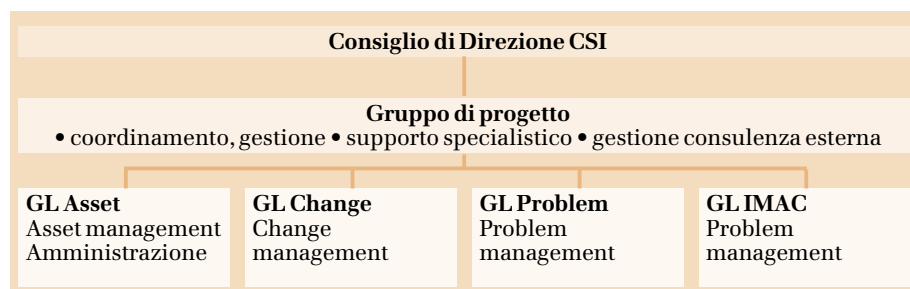 Consiglio di Direzione CSI
Gruppo di progetto
• coordinamento, gestione • supporto specialistico • gestione consulenza esterna
GL Asset
Asset management
Amministrazione
GL Change
Change
management
GL Problem
Problem
management
GL IMAC
Problem
management